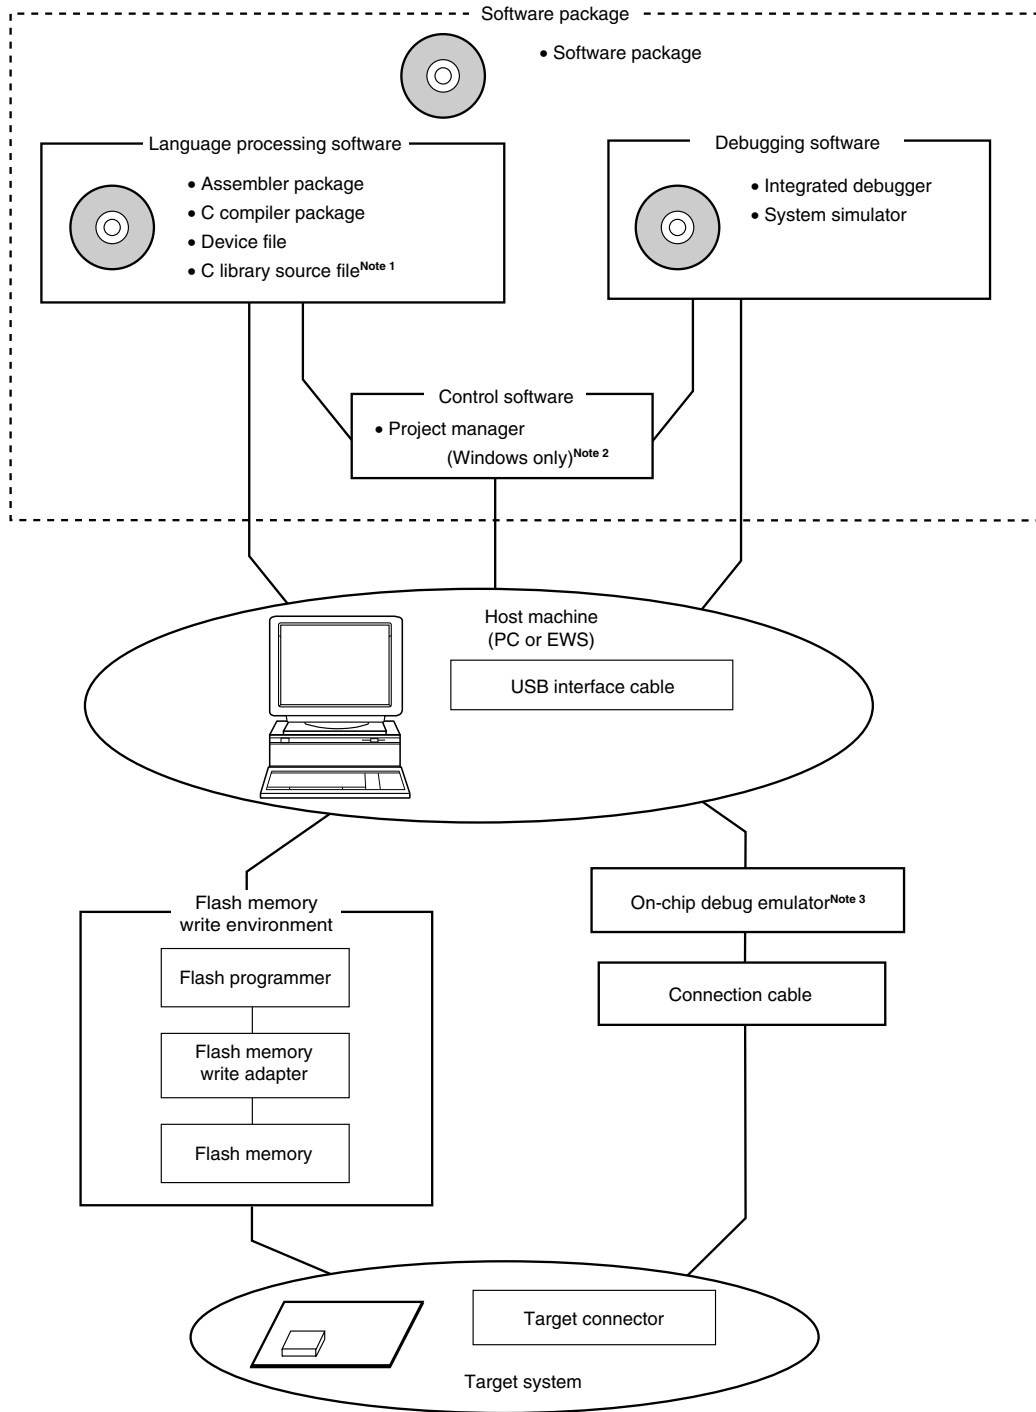 Software package
• Software package
Language processing software
• Assembler package
• C compiler package
• Device file
• C library source fileNote 1
Debugging software
• Integrated debugger
• System simulator
Control software
• Project manager
(Windows only)Note 2
Host machine
(PC or EWS)
USB interface cable
Flash memory
write environment
Flash programmer
Flash memory
write adapter
Flash memory
On-chip debug emulatorNote 3
Connection cable
Target connector
Target system